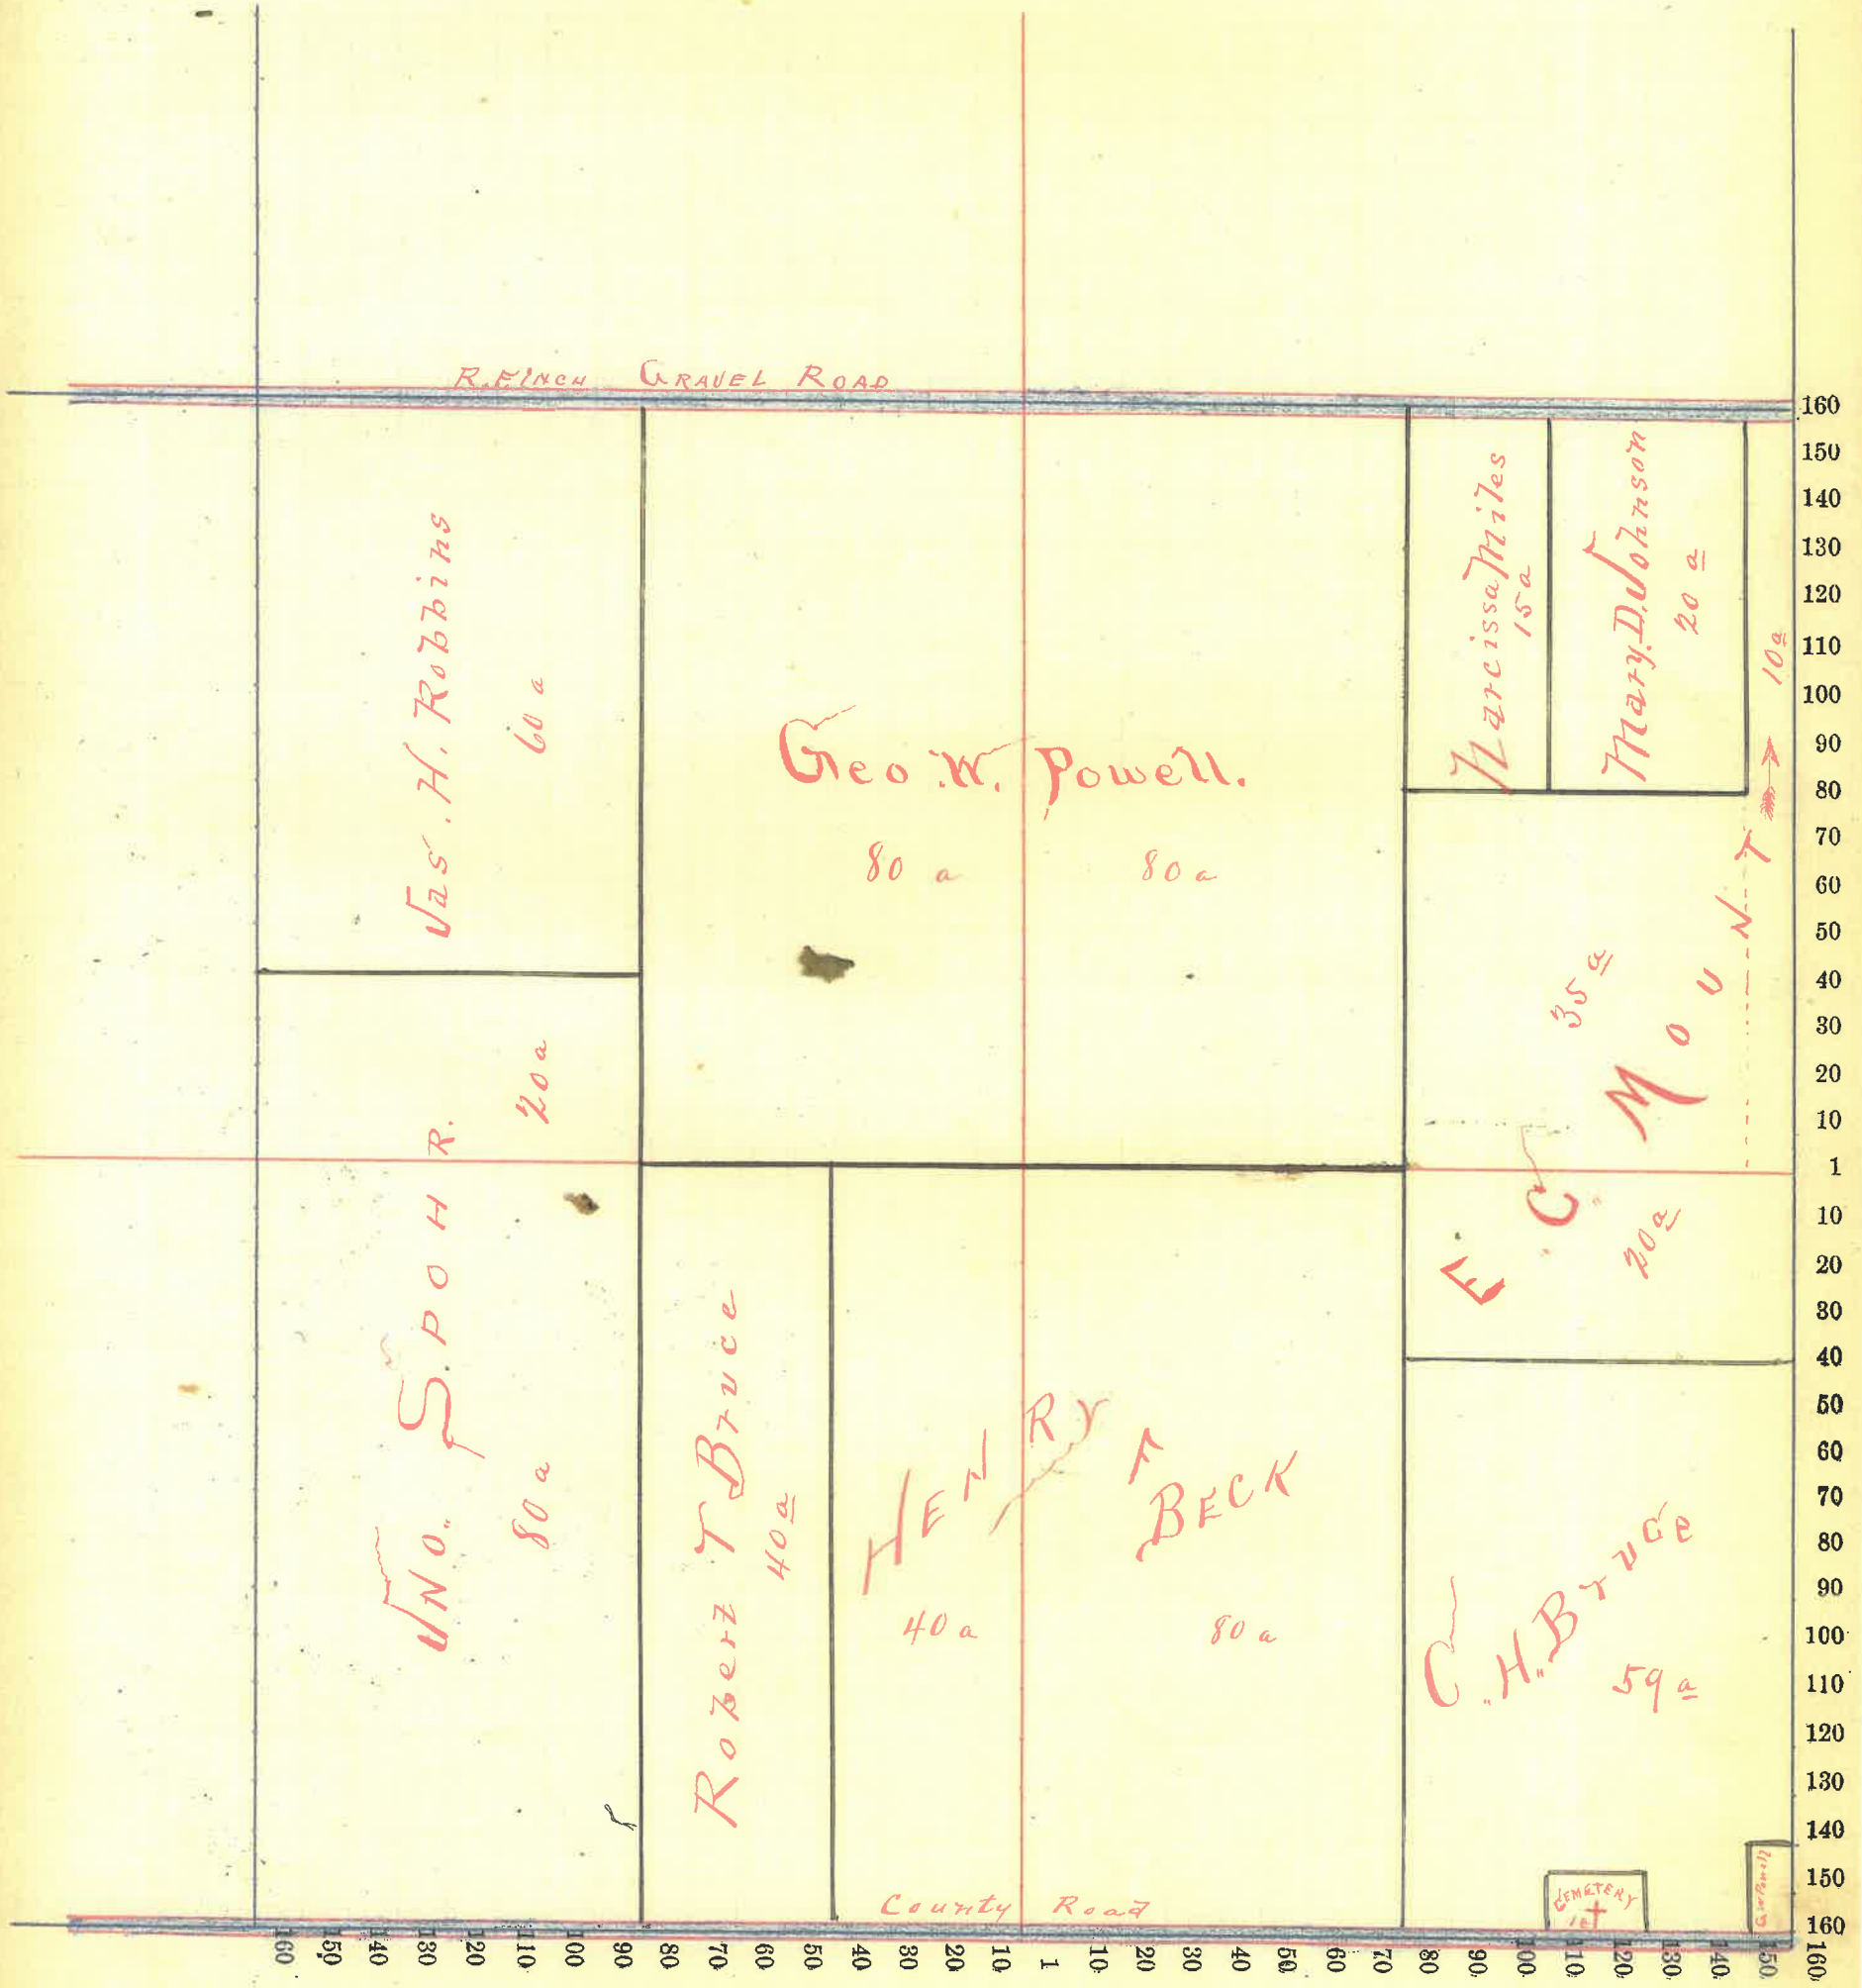 R. FINCH GRAVEL ROAD
Jas. H. Robbins
60 a
Geo. W. Powell.
80 a
80 a
Narcissa Miles
15 a
Mary. D. Johnson
20 a
10 a
E. C. MOUNT
35 a
20 a
JNO. SPOHR.
20 a
80 a
Robert T Bruce
40 a
HENRY F BECK
40 a
80 a
C. H. Bruce
59 a
CEMETERY
County Road
160
150
140
130
120
110
100
90
80
70
60
50
40
30
20
10
1
10
20
30
40
50
60
70
80
90
100
110
120
130
140
150
160
160 150 140 130 120 110 100 90 80 70 60 50 40 30 20 10 1 10 20 30 40 50 60 70 80 90 100 110 120 130 140 150 160